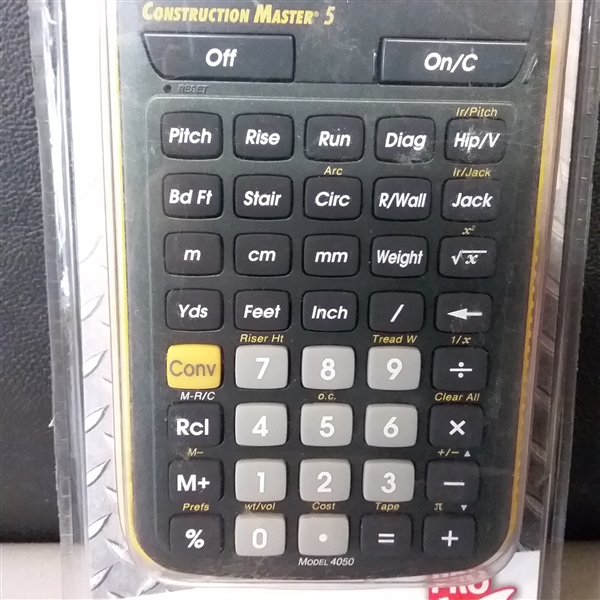 CONSTRUCTION MASTER® 5
Off On/C
RESET
Ir/Pitch
Pitch Rise Run Diag Hip/V
Arc Ir/Jack
Bd Ft Stair Circ R/Wall Jack
x²
m cm mm Weight √x
Yds Feet Inch / ←
Riser Ht Tread W 1/x
Conv 7 8 9 ÷
M-R/C o.c. Clear All
Rcl 4 5 6 ×
M- +/- ▲
M+ 1 2 3 −
Prefs wt/vol Cost Tape π ▼
% 0 • = +
MODEL 4050
PRO